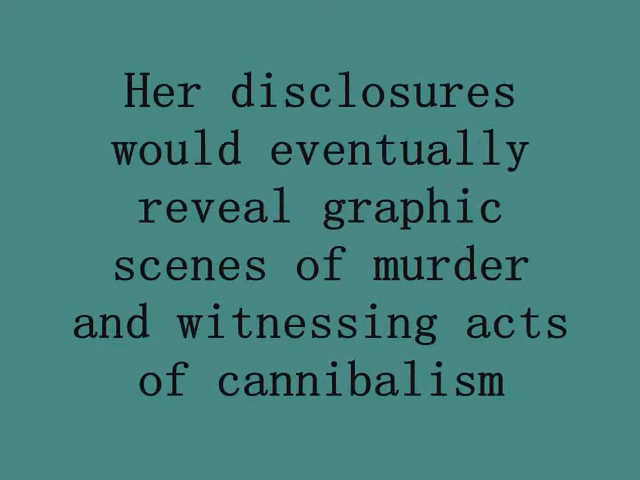 Her disclosures
would eventually
reveal graphic
scenes of murder
and witnessing acts
of cannibalism